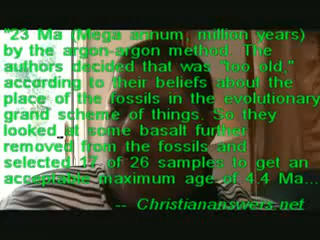 "23 Ma (Mega annum, million years)
by the argon-argon method. The
authors decided that was "too old,"
according to their beliefs about the
place of the fossils in the evolutionary
grand scheme of things. So they
looked at some basalt further
removed from the fossils and
selected 17 of 26 samples to get an
acceptable maximum age of 4.4 Ma...
-- Christiananswers.net